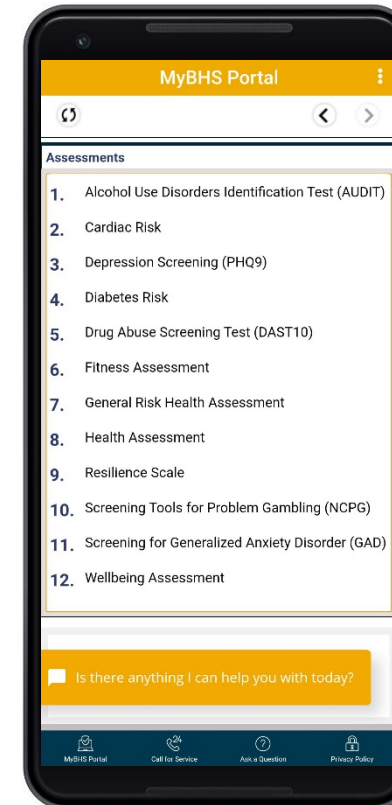 MyBHS Portal
Assessments
1. Alcohol Use Disorders Identification Test (AUDIT)
2. Cardiac Risk
3. Depression Screening (PHQ9)
4. Diabetes Risk
5. Drug Abuse Screening Test (DAST10)
6. Fitness Assessment
7. General Risk Health Assessment
8. Health Assessment
9. Resilience Scale
10. Screening Tools for Problem Gambling (NCPG)
11. Screening for Generalized Anxiety Disorder (GAD)
12. Wellbeing Assessment
Is there anything I can help you with today?
24
MyBHS Portal Call for Service Ask a Question Privacy Policy